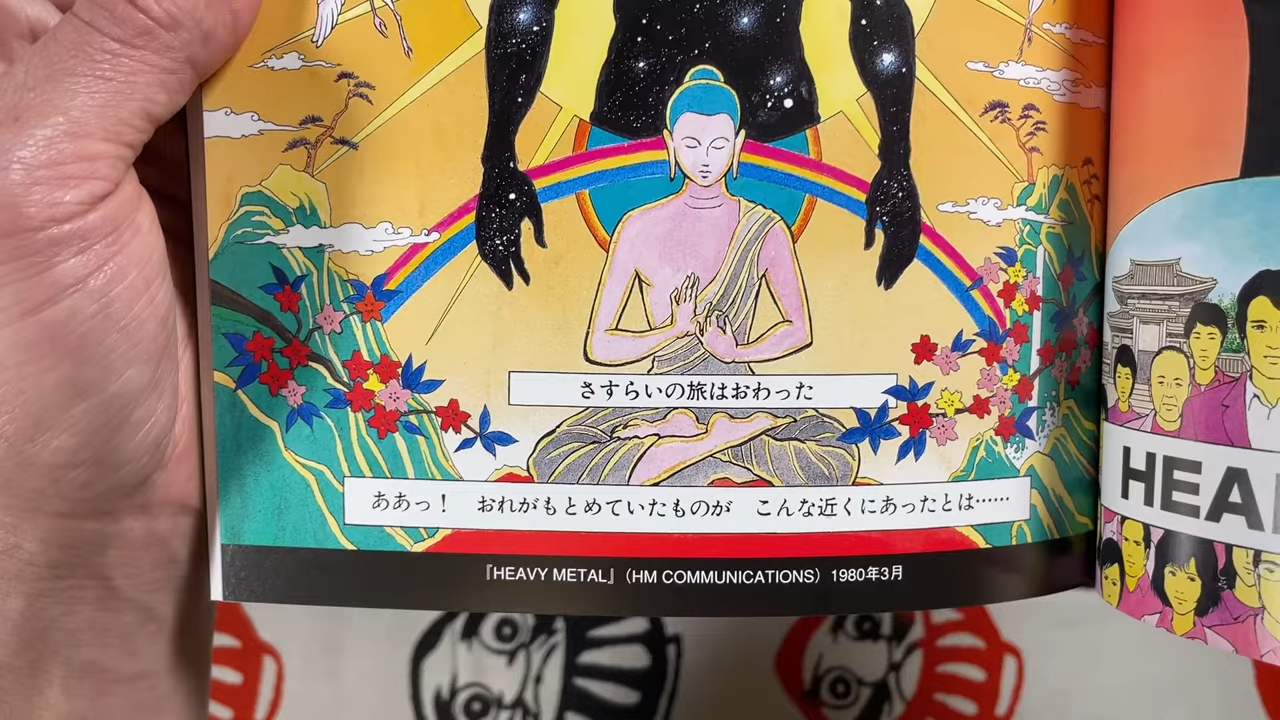 さすらいの旅はおわった
ああっ！　おれがもとめていたものが　こんな近くにあったとは……
『HEAVY METAL』（HM COMMUNICATIONS）1980年3月
HEA